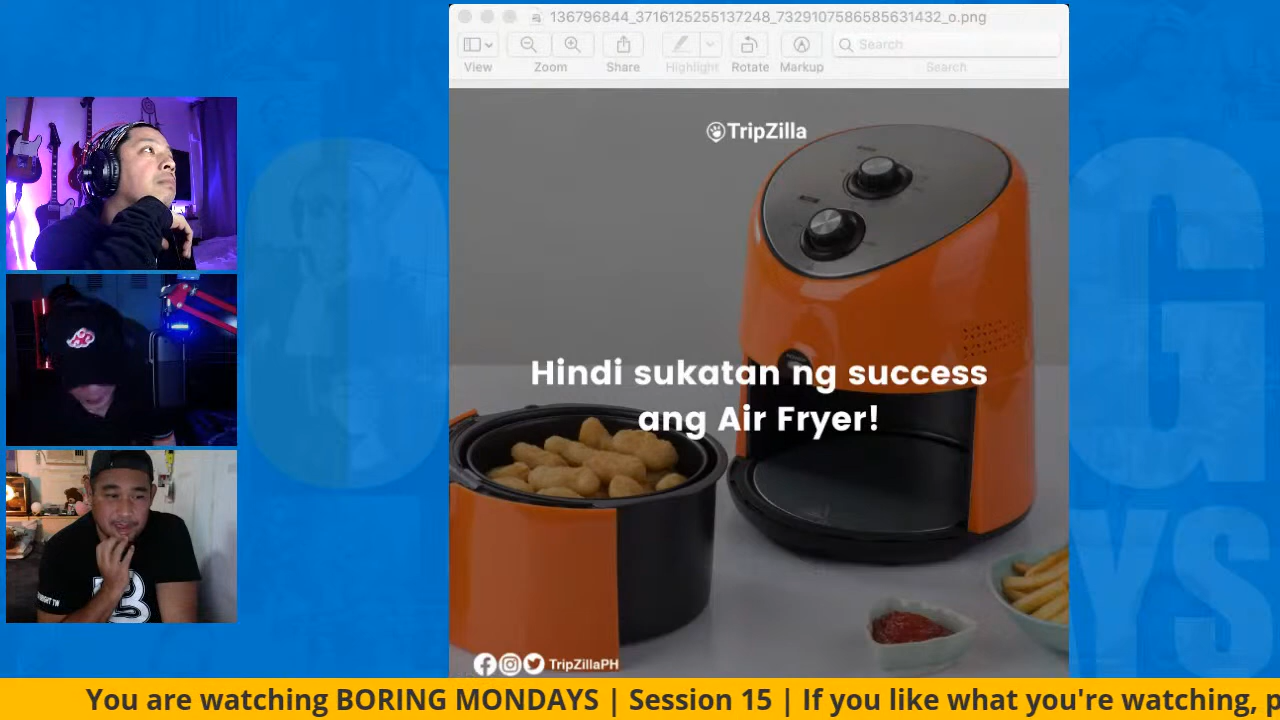 136796844_3716125255137248_7329107586585631432_o.png
View
Zoom
Share
Highlight
Rotate
Markup
Search
Search
TripZilla
Hindi sukatan ng success
ang Air Fryer!
TripZillaPH
You are watching BORING MONDAYS | Session 15 | If you like what you're watching, p